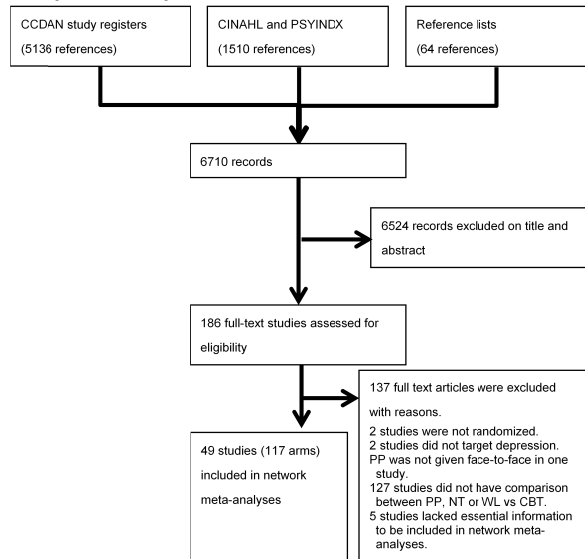 CCDAN study registers
(5136 references)
CINAHL and PSYINDX
(1510 references)
Reference lists
(64 references)
6710 records
6524 records excluded on title and
abstract
186 full-text studies assessed for
eligibility
137 full text articles were excluded
with reasons.
2 studies were not randomized.
2 studies did not target depression.
PP was not given face-to-face in one
study.
127 studies did not have comparison
between PP, NT or WL vs CBT.
5 studies lacked essential information
to be included in network meta-
analyses.
49 studies (117 arms)
included in network
meta-analyses